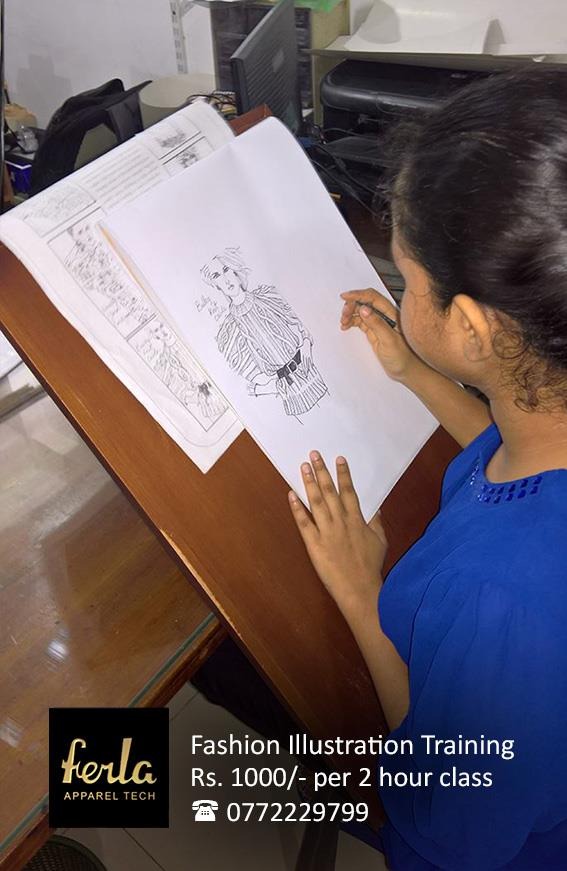 ferla
APPAREL TECH
Fashion Illustration Training
Rs. 1000/- per 2 hour class
☎ 0772229799